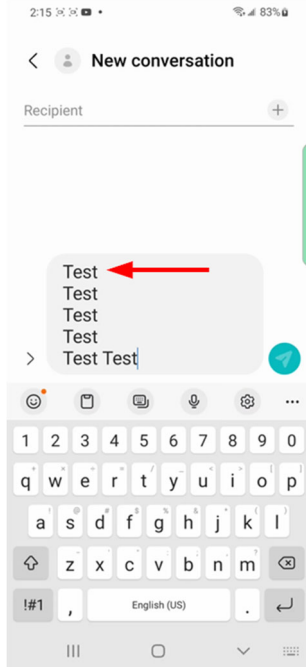 2:15
83%
New conversation
Recipient
Test
Test
Test
Test
Test Test
1 2 3 4 5 6 7 8 9 0
q w e r t y u i o p
a s d f g h j k l
z x c v b n m
!#1 , English (US) .